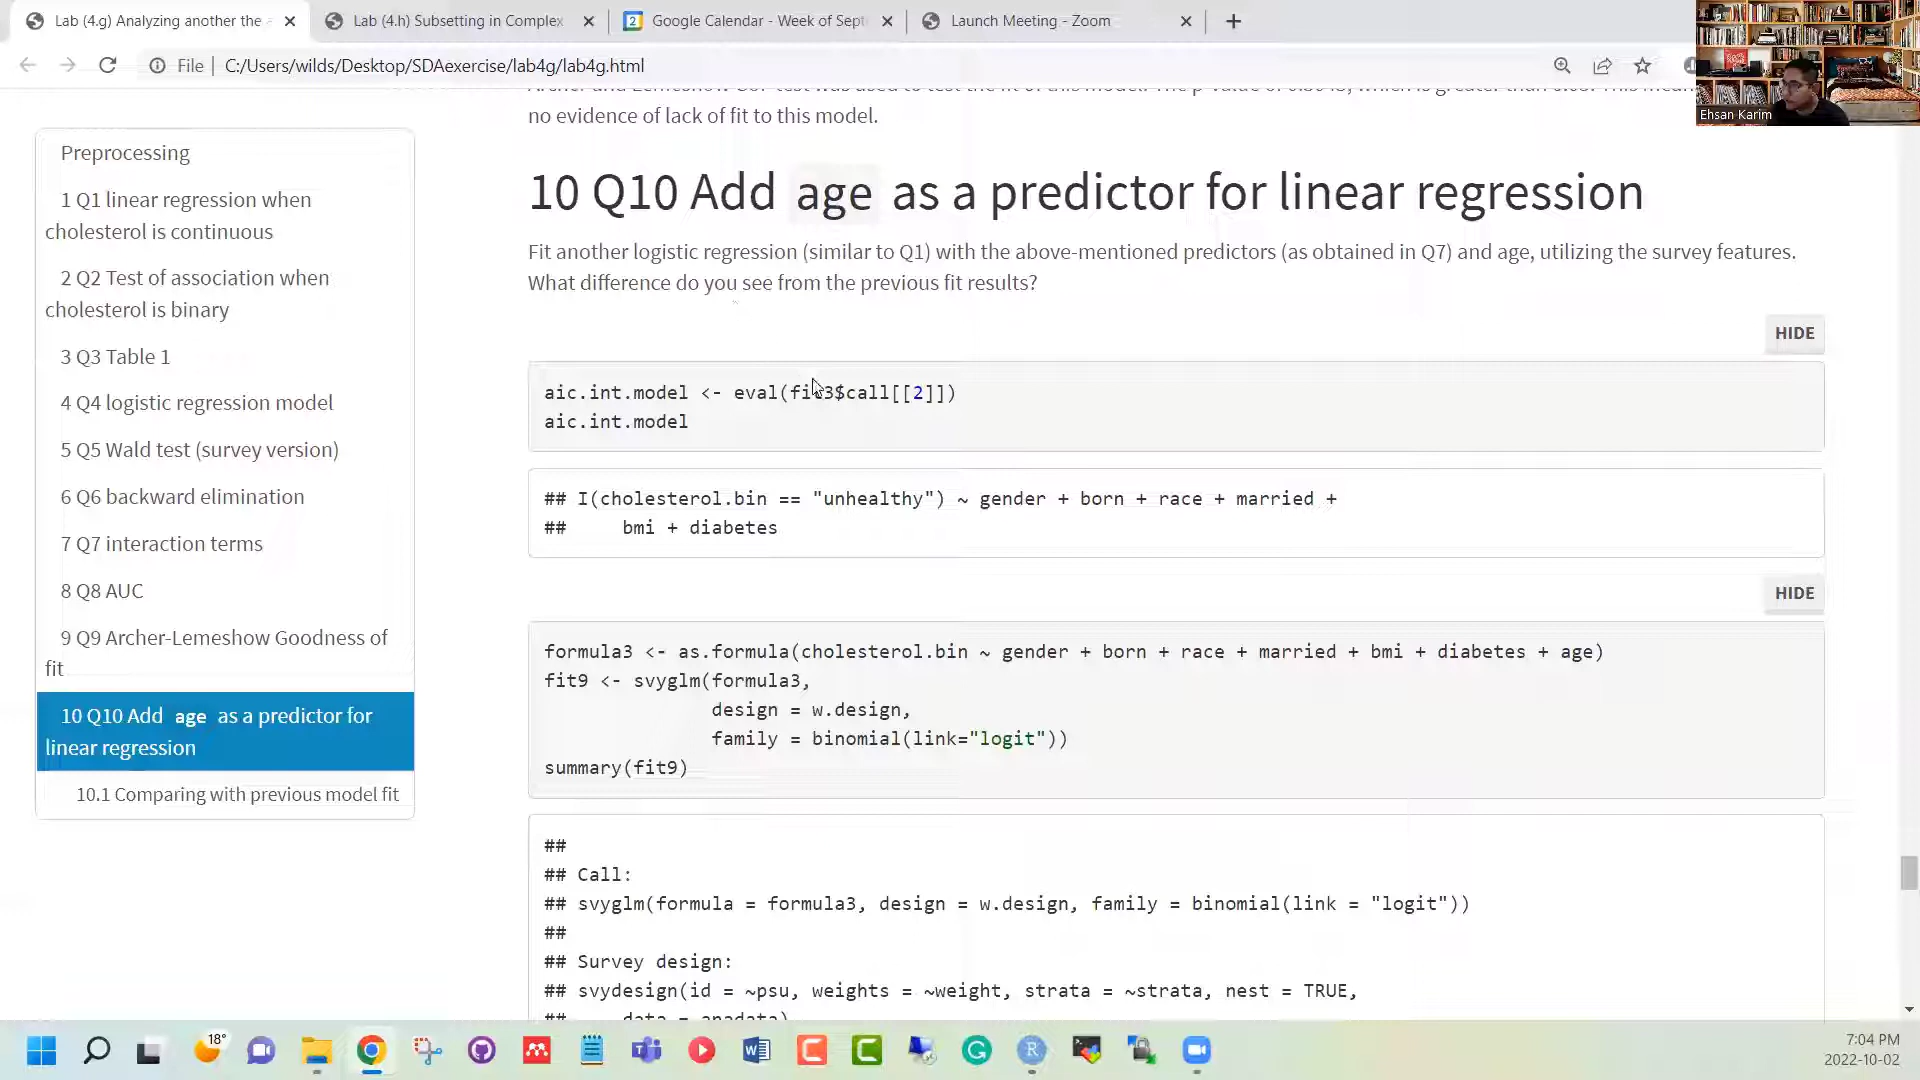 Lab (4.g) Analyzing another the
Lab (4.h) Subsetting in Complex
Google Calendar - Week of Sept
Launch Meeting - Zoom
File
C:/Users/wilds/Desktop/SDAexercise/lab4g/lab4g.html
Ehsan Karim
no evidence of lack of fit to this model.
Preprocessing
1 Q1 linear regression when
cholesterol is continuous
2 Q2 Test of association when
cholesterol is binary
3 Q3 Table 1
4 Q4 logistic regression model
5 Q5 Wald test (survey version)
6 Q6 backward elimination
7 Q7 interaction terms
8 Q8 AUC
9 Q9 Archer-Lemeshow Goodness of
fit
10 Q10 Add age as a predictor for
linear regression
10.1 Comparing with previous model fit
10 Q10 Add age as a predictor for linear regression
Fit another logistic regression (similar to Q1) with the above-mentioned predictors (as obtained in Q7) and age, utilizing the survey features.
What difference do you see from the previous fit results?
HIDE
aic.int.model <- eval(fit3$call[[2]])
aic.int.model
## I(cholesterol.bin == "unhealthy") ~ gender + born + race + married +
##     bmi + diabetes
HIDE
formula3 <- as.formula(cholesterol.bin ~ gender + born + race + married + bmi + diabetes + age)
fit9 <- svyglm(formula3,
design = w.design,
family = binomial(link="logit"))
summary(fit9)
##
## Call:
## svyglm(formula = formula3, design = w.design, family = binomial(link = "logit"))
##
## Survey design:
## svydesign(id = ~psu, weights = ~weight, strata = ~strata, nest = TRUE,
18°
7:04 PM
2022-10-02